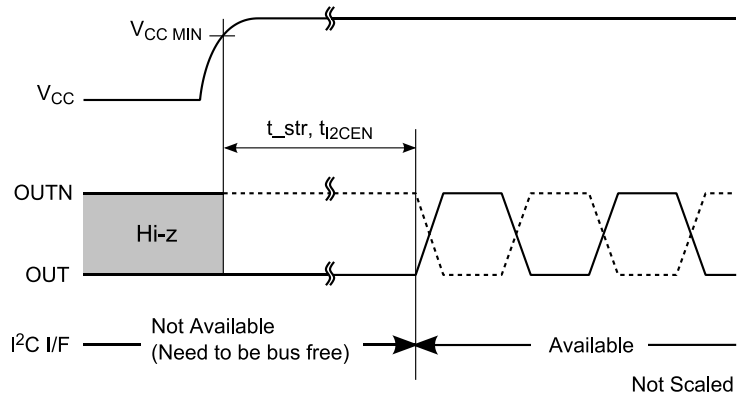 V_CC MIN
V_CC
t_str, t_I2CEN
OUTN
Hi-z
OUT
I²C I/F
Not Available
(Need to be bus free)
Available
Not Scaled